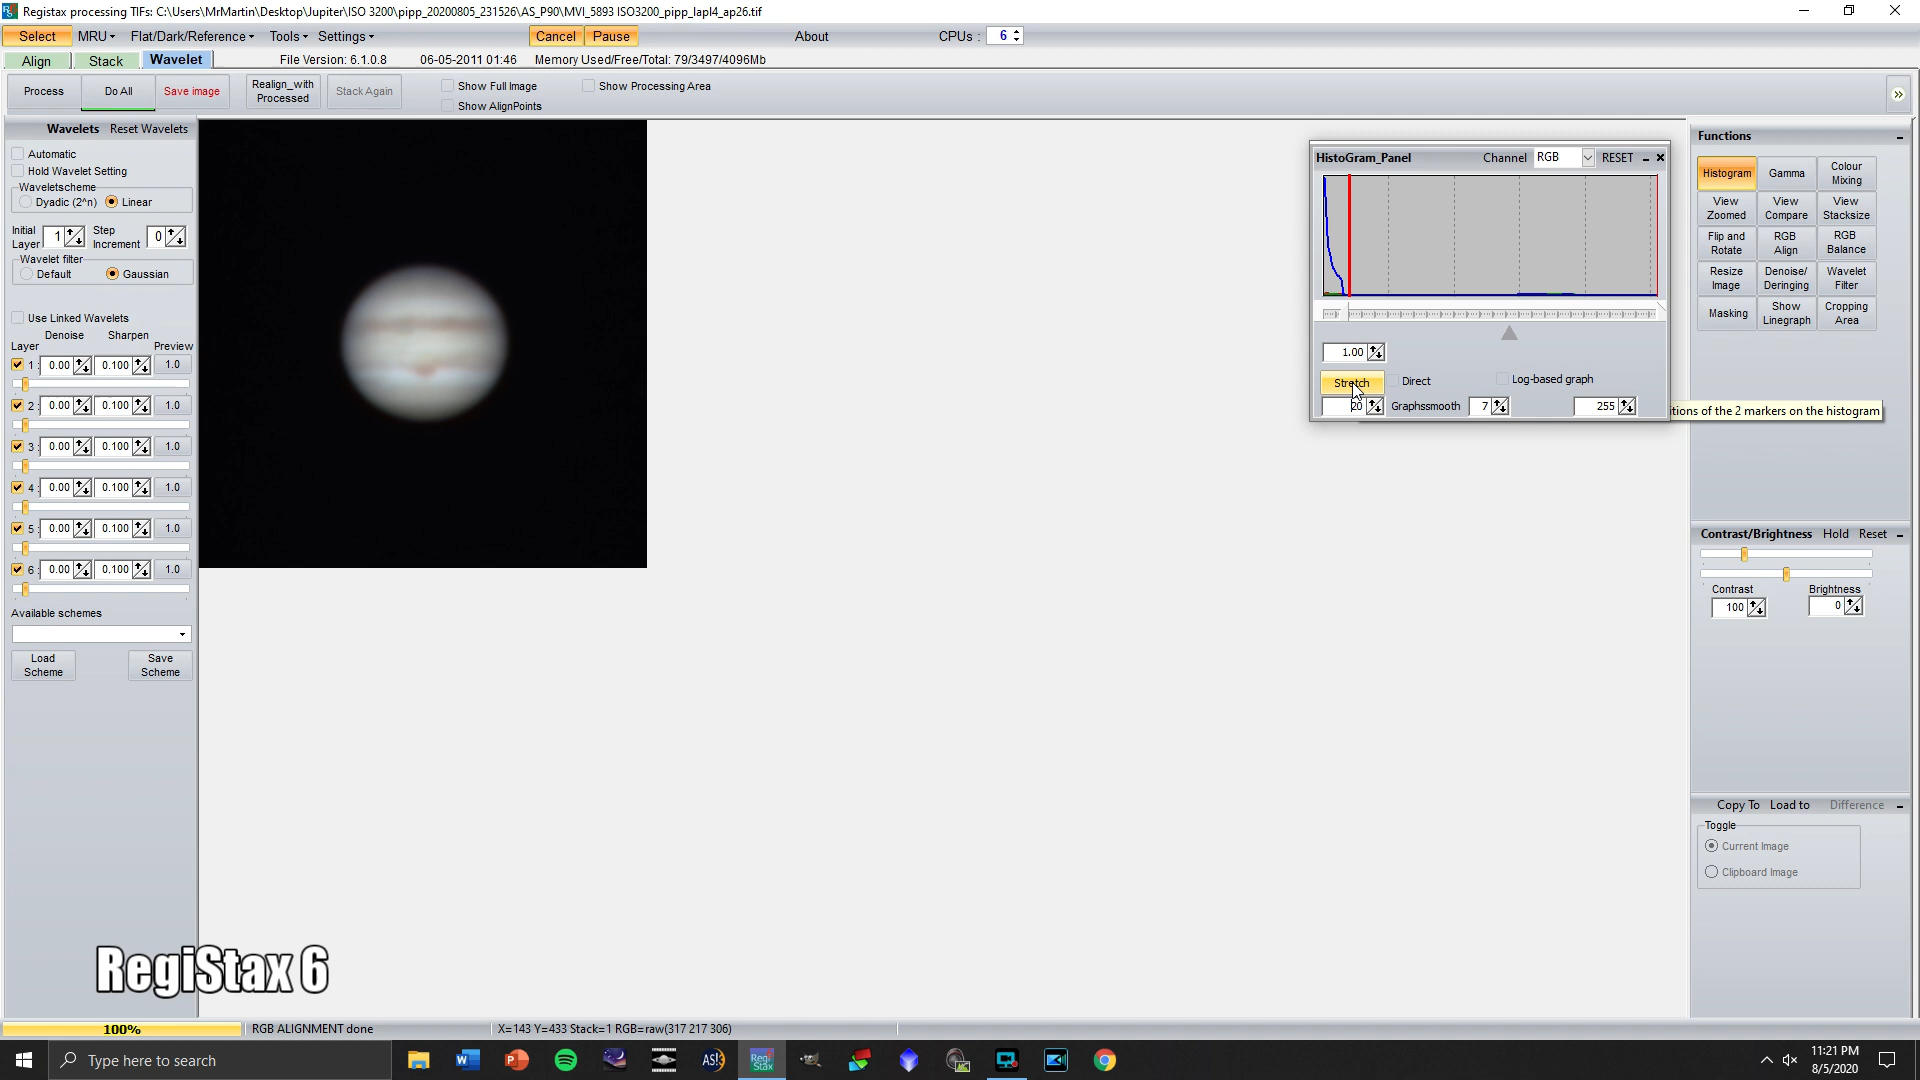 Registax processing TIFs: C:\Users\MrMartin\Desktop\Jupiter\ISO 3200\pipp_20200805_231526\AS_P90\MVI_5893 ISO3200_pipp_lapl4_ap26.tif
Select MRU Flat/Dark/Reference Tools Settings Cancel Pause About CPUs : 6
Align Stack Wavelet File Version: 6.1.0.8 06-05-2011 01:46 Memory Used/Free/Total: 79/3497/4096Mb
Process Do All Save image Realign_with Processed Stack Again Show Full Image Show Processing Area
Show AlignPoints
Wavelets Reset Wavelets
Automatic
Hold Wavelet Setting
Waveletscheme
Dyadic (2^n) Linear
Initial Layer 1 Step Increment 0
Wavelet filter
Default Gaussian
Use Linked Wavelets
Denoise Sharpen
Layer Preview
1 : 0.00 0.100 1.0
2 : 0.00 0.100 1.0
3 : 0.00 0.100 1.0
4 : 0.00 0.100 1.0
5 : 0.00 0.100 1.0
6 : 0.00 0.100 1.0
Available schemes
Load Scheme Save Scheme
HistoGram_Panel Channel RGB RESET
1.00
Stretch Direct Log-based graph
20 Graphssmooth 7 255
tions of the 2 markers on the histogram
Functions
Histogram Gamma Colour Mixing
View Zoomed View Compare View Stacksize
Flip and Rotate RGB Align RGB Balance
Resize Image Denoise/ Deringing Wavelet Filter
Masking Show Linegraph Cropping Area
Contrast/Brightness Hold Reset
Contrast Brightness
100 0
Copy To Load to Difference
Toggle
Current Image
Clipboard Image
RegiStax 6
100% RGB ALIGNMENT done X=143 Y=433 Stack=1 RGB=raw(317 217 306)
Type here to search
AS!3
Regi Stax
11:21 PM
8/5/2020